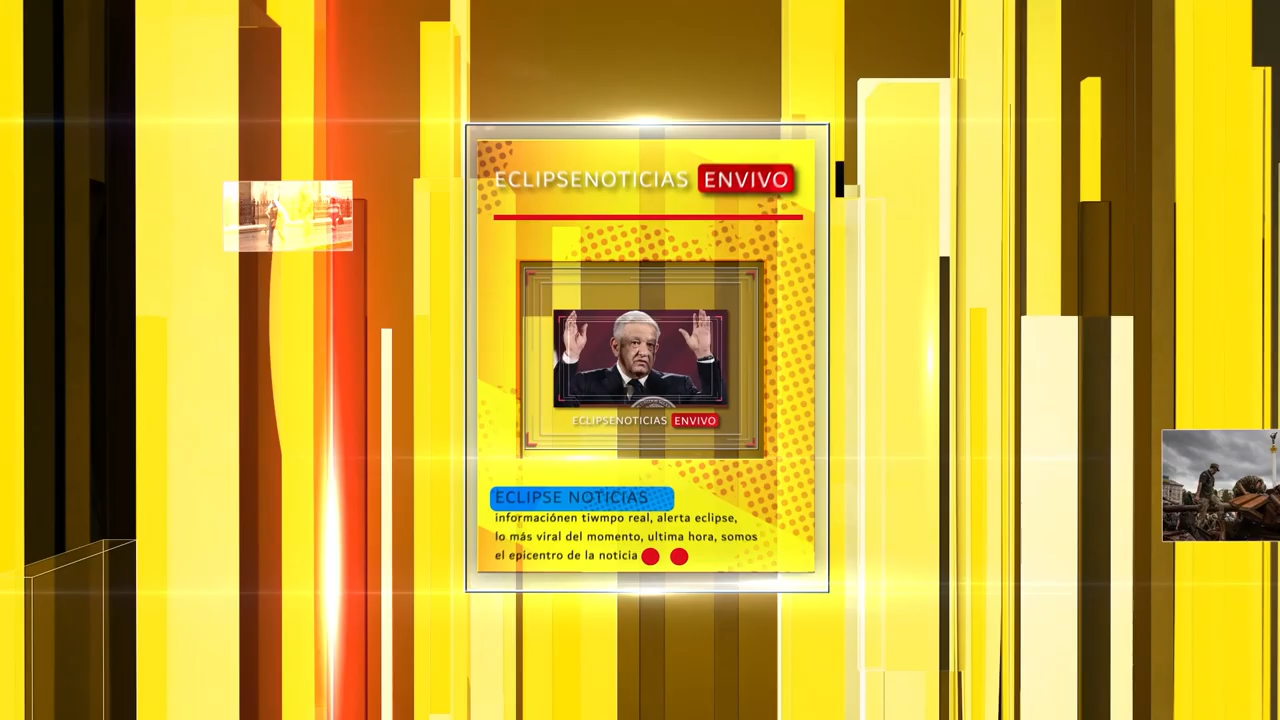 ECLIPSENOTICIAS ENVIVO
ECLIPSENOTICIAS ENVIVO
ECLIPSE NOTICIAS
informaciónen tiwmpo real, alerta eclipse,
lo más viral del momento, ultima hora, somos
el epicentro de la noticia